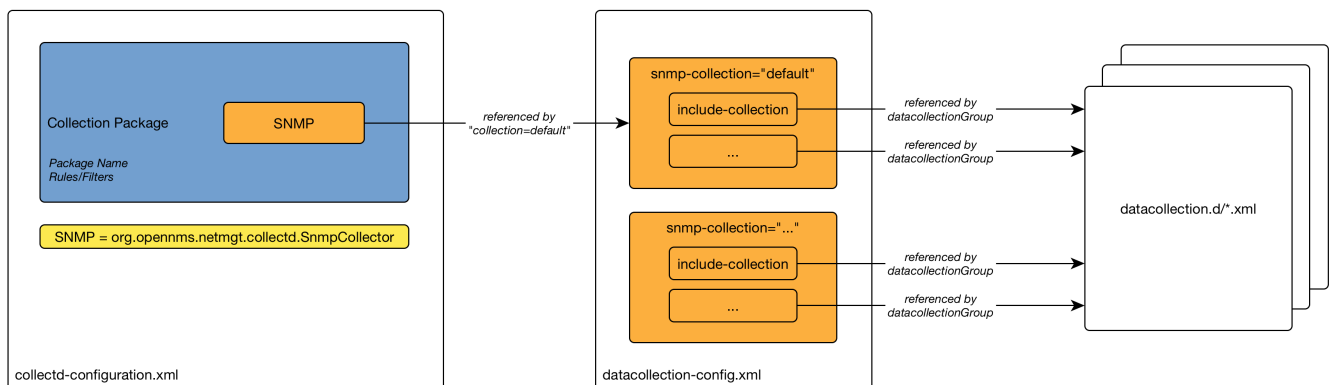 Collection Package
SNMP
Package Name
Rules/Filters
SNMP = org.opennms.netmgt.collectd.SnmpCollector
collectd-configuration.xml
referenced by
"collection=default"
snmp-collection="default"
include-collection
...
snmp-collection="..."
include-collection
...
datacollection-config.xml
referenced by
datacollectionGroup
referenced by
datacollectionGroup
referenced by
datacollectionGroup
referenced by
datacollectionGroup
datacollection.d/*.xml